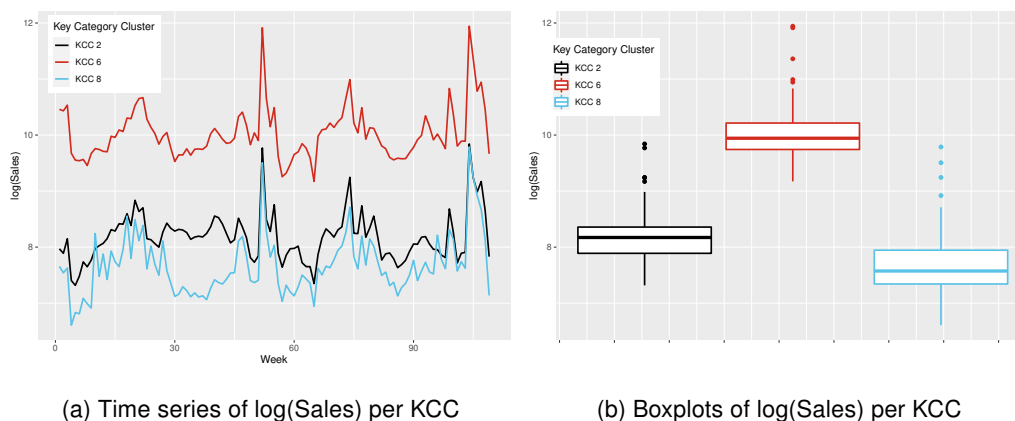 12
10
8
log(Sales)
Key Category Cluster
KCC 2
KCC 6
KCC 8
0
30
60
90
Week
12
10
8
log(Sales)
Key Category Cluster
KCC 2
KCC 6
KCC 8
(a) Time series of log(Sales) per KCC
(b) Boxplots of log(Sales) per KCC